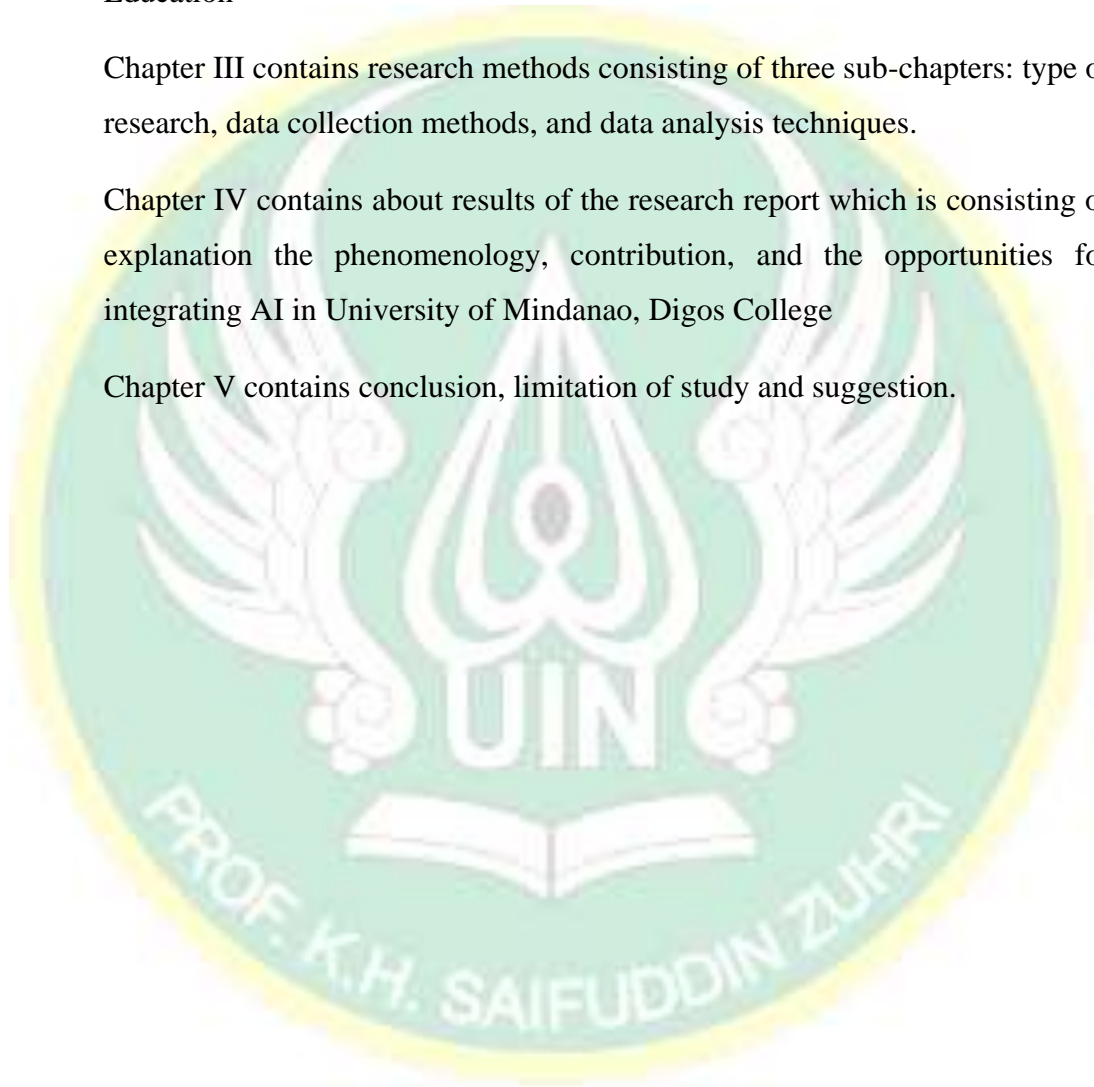 Chapter III contains research methods consisting of three sub-chapters: type
research, data collection methods, and data analysis techniques.
Chapter IV contains about results of the research report which is consisting
explanation the phenomenology, contribution, and the opportunities
integrating AI in University of Mindanao, Digos College
Chapter V contains conclusion, limitation of study and suggestion.
UIN
PROF. K.H. SAIFUDDIN ZUHRI